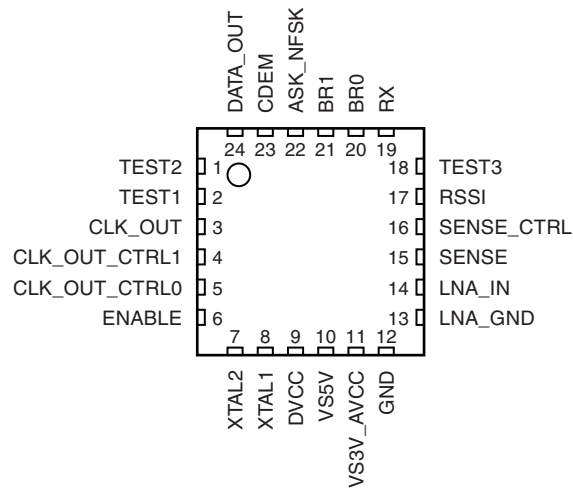 DATA_OUT
CDEM
ASK_NFSK
BR1
BR0
RX
24 23 22 21 20 19
TEST2 1 18 TEST3
TEST1 2 17 RSSI
CLK_OUT 3 16 SENSE_CTRL
CLK_OUT_CTRL1 4 15 SENSE
CLK_OUT_CTRL0 5 14 LNA_IN
ENABLE 6 13 LNA_GND
7 8 9 10 11 12
XTAL2
XTAL1
DVCC
VS5V
VS3V_AVCC
GND